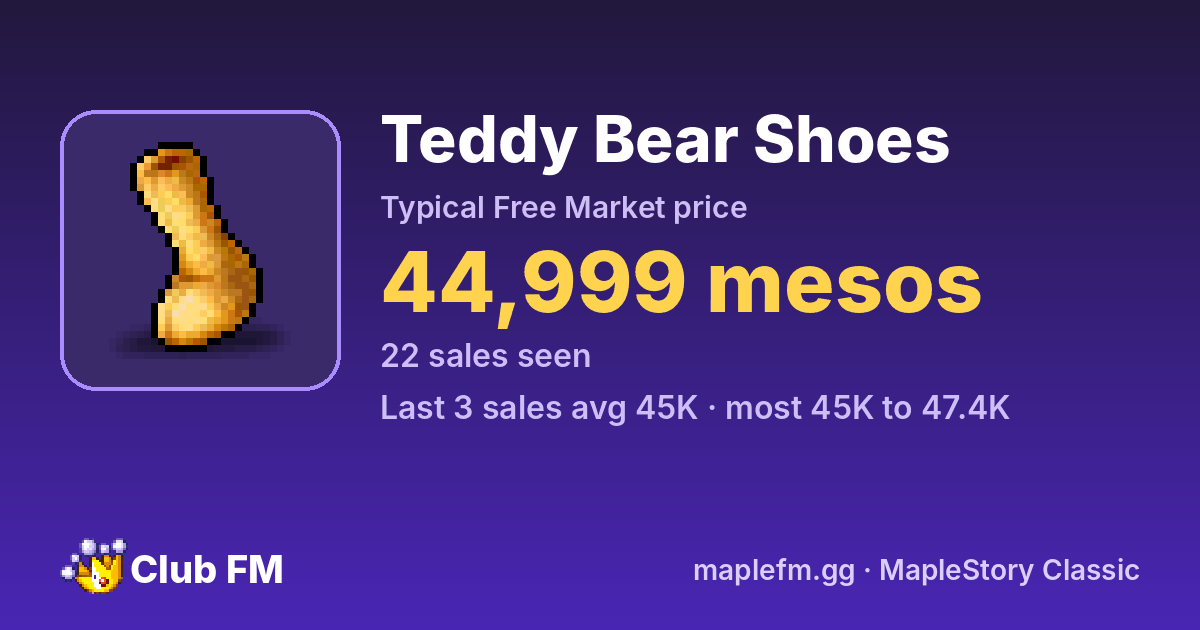 Teddy Bear Shoes
Typical Free Market price
44,999 mesos
22 sales seen
Last 3 sales avg 45K · most 45K to 47.4K
Club FM
maplefm.gg · MapleStory Classic